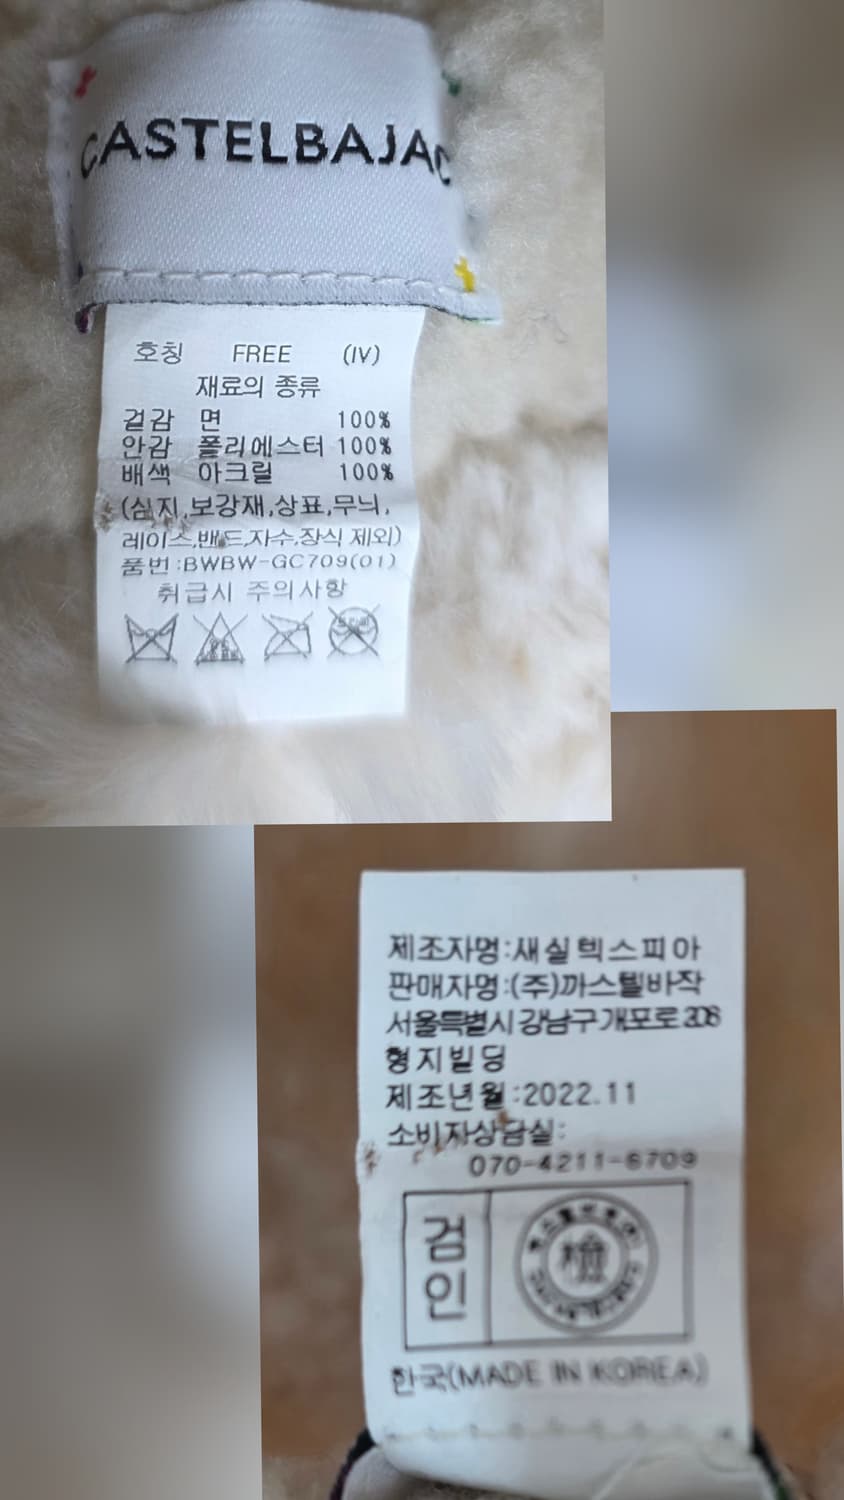 CASTELBAJAC
호칭 FREE (IV)
재료의 종류
겉감 면 100%
안감 폴리에스터 100%
배색 아크릴 100%
(심지,보강재,상표,무늬,
레이스,밴드,자수,장식 제외)
품번:BWBW-GC709(01)
취급시 주의사항
제조자명:새실텍스피아
판매자명:(주)까스텔바작
서울특별시 강남구 개포로
형지빌딩
제조년월:2022.11
소비자상담실:
070-4211-6709
검인
檢
한국(MADE IN KOREA)